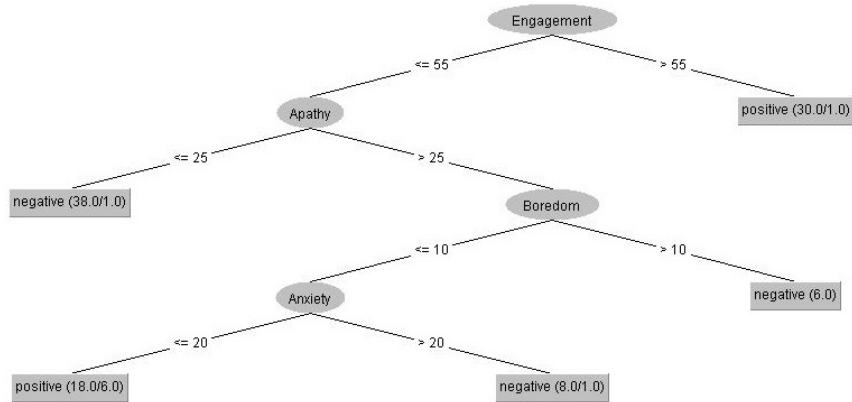 Engagement
<= 55
> 55
Apathy
positive (30.0/1.0)
<= 25
> 25
negative (38.0/1.0)
Boredom
<= 10
> 10
Anxiety
negative (6.0)
<= 20
> 20
positive (18.0/6.0)
negative (8.0/1.0)